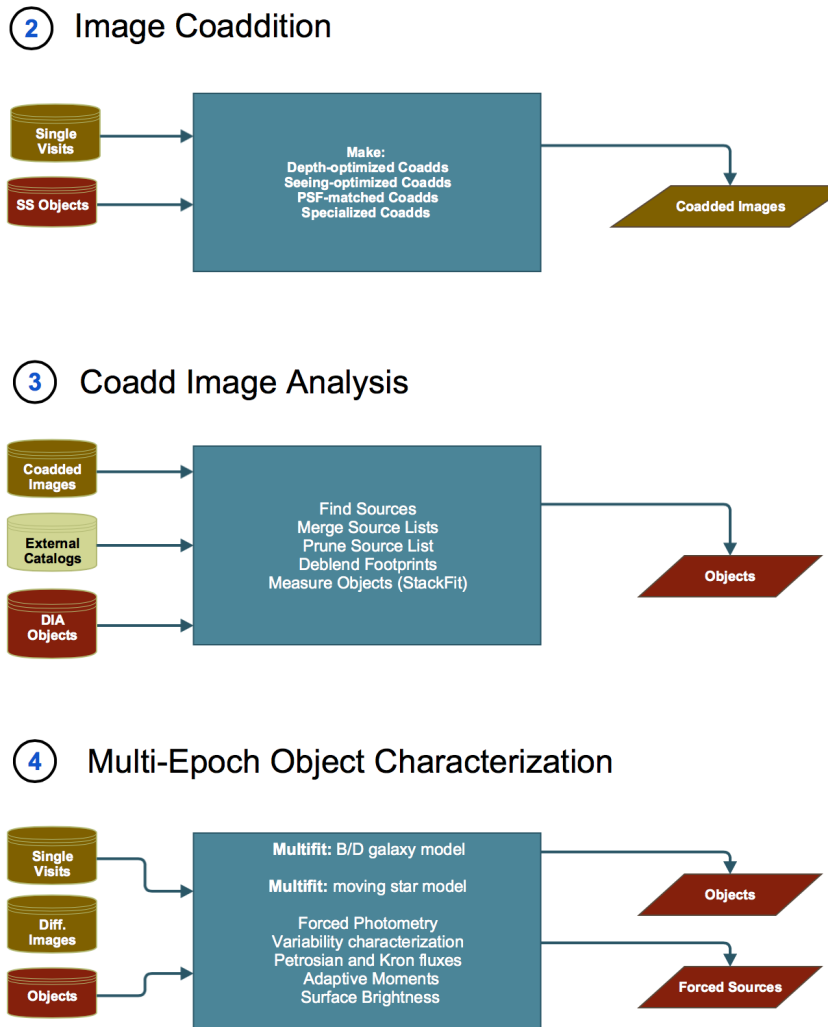 2 Image Coaddition
Single
Visits
SS Objects
Make:
Depth-optimized Coadds
Seeing-optimized Coadds
PSF-matched Coadds
Specialized Coadds
Coadded Images
3 Coadd Image Analysis
Coadded
Images
External
Catalogs
DIA
Objects
Find Sources
Merge Source Lists
Prune Source List
Deblend Footprints
Measure Objects (StackFit)
Objects
4 Multi-Epoch Object Characterization
Single
Visits
Diff.
Images
Objects
Multifit: B/D galaxy model
Multifit: moving star model
Forced Photometry
Variability characterization
Petrosian and Kron fluxes
Adaptive Moments
Surface Brightness
Objects
Forced Sources